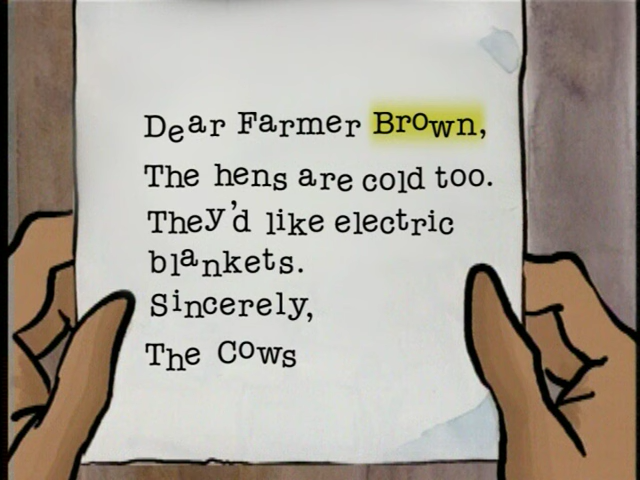 Dear Farmer Brown,
The hens are cold too.
They'd like electric
blankets.
Sincerely,
The Cows